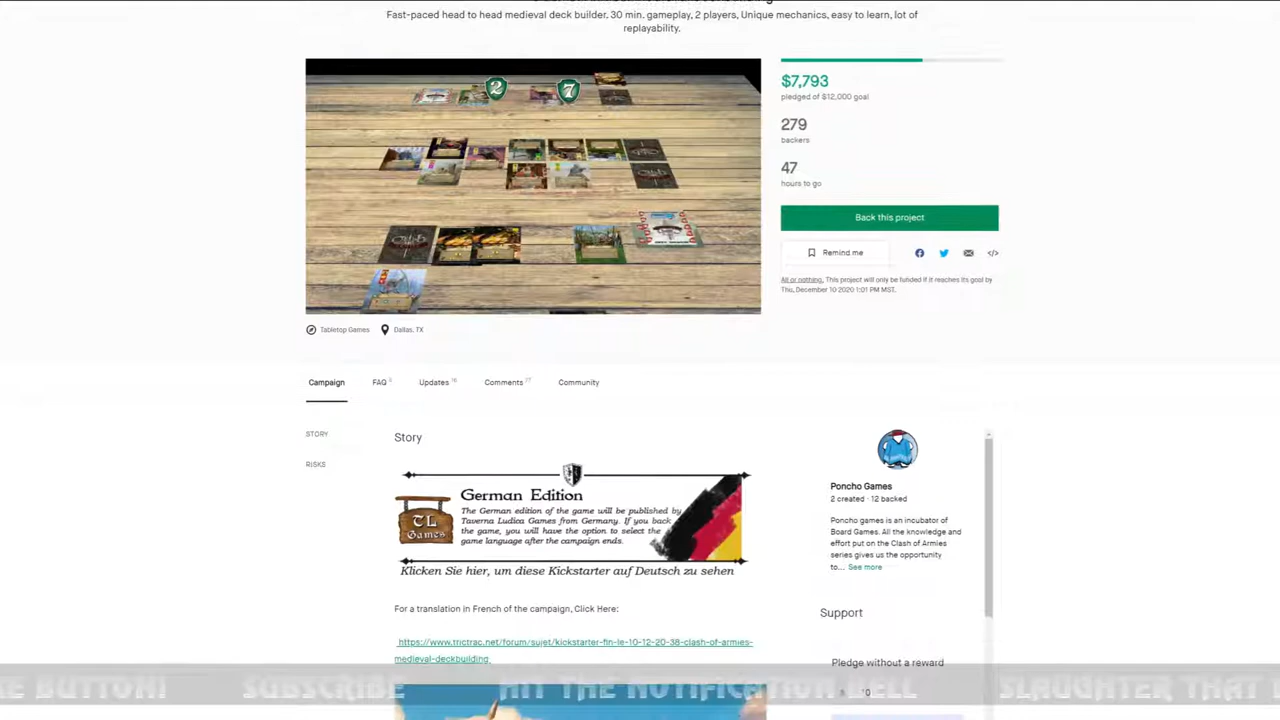 Fast-paced head to head medieval deck builder. 30 min. gameplay, 2 players, Unique mechanics, easy to learn, lot of
replayability.
2
7
$7,793
pledged of $12,000 goal
279
backers
47
hours to go
Back this project
Remind me
All or nothing. This project will only be funded if it reaches its goal by
Thu, December 10 2020 1:01 PM MST.
Tabletop Games
Dallas, TX
Campaign
FAQ 5
Updates 16
Comments 77
Community
STORY
RISKS
Story
TL
Games
German Edition
The German edition of the game will be published by
Taverna Ludica Games from Germany. If you back
the game, you will have the option to select the
game language after the campaign ends.
Klicken Sie hier, um diese Kickstarter auf Deutsch zu sehen
For a translation in French of the campaign, Click Here:
https://www.trictrac.net/forum/sujet/kickstarter-fin-le-10-12-20-38-clash-of-armies-
medieval-deckbuilding
Poncho Games
2 created · 12 backed
Poncho games is an incubator of
Board Games. All the knowledge and
effort put on the Clash of Armies
series gives us the opportunity
to... See more
Support
Pledge without a reward
10
BUTTON! SUBSCRIBE HIT THE NOTIFICATION BELL SLAUGHTER THAT